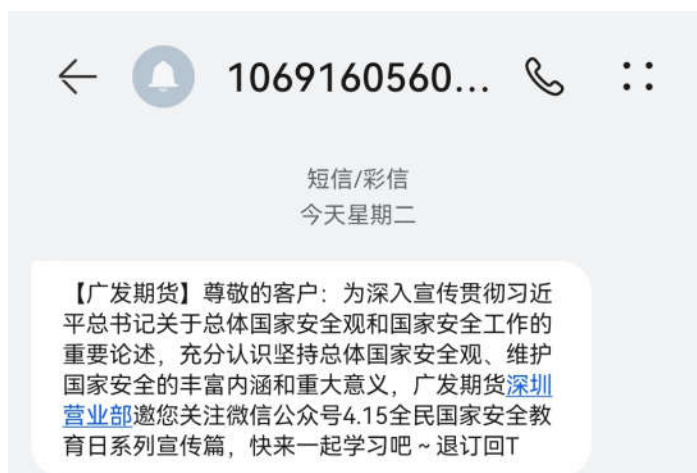 1069160560...
短信/彩信
今天星期二
【广发期货】尊敬的客户：为深入宣传贯彻习近
平总书记关于总体国家安全观和国家安全工作的
重要论述，充分认识坚持总体国家安全观、维护
国家安全的丰富内涵和重大意义，广发期货深圳
营业部邀您关注微信公众号4.15全民国家安全教
育日系列宣传篇，快来一起学习吧～退订回T